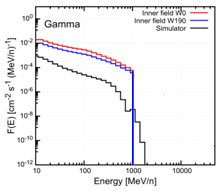 Inner field W0
Inner field W190
Simulator
Gamma
F(E) [cm⁻² s⁻¹ (MeV/n)⁻¹]
10⁰
10⁻²
10⁻⁴
10⁻⁶
10⁻⁸
10⁻¹⁰
10⁻¹²
10 100 1000 10000
Energy [MeV/n]